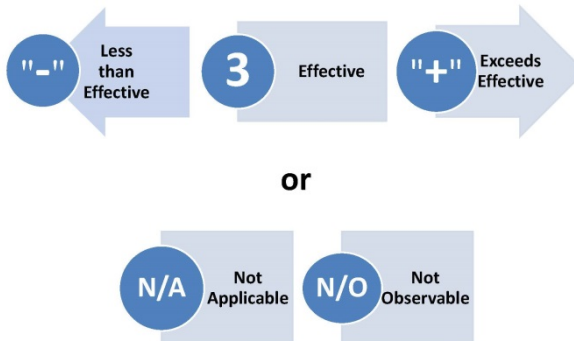 "-"
Less
than
Effective
3
Effective
"+"
Exceeds
Effective
or
N/A
Not
Applicable
N/O
Not
Observable